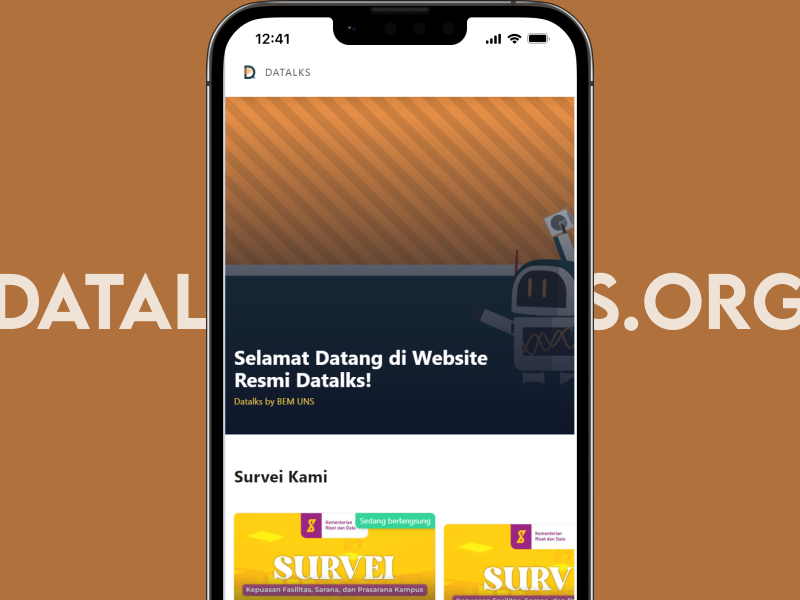 12:41
DATALKS
DATAL
S.ORG
Selamat Datang di Website
Resmi Datalks!
Datalks by BEM UNS
Survei Kami
Kementerian
Riset dan Data
Sedang berlangsung
SURVEI
Kepuasan Fasilitas, Sarana, dan Prasarana Kampus
Kementerian
Riset dan Data
SURV